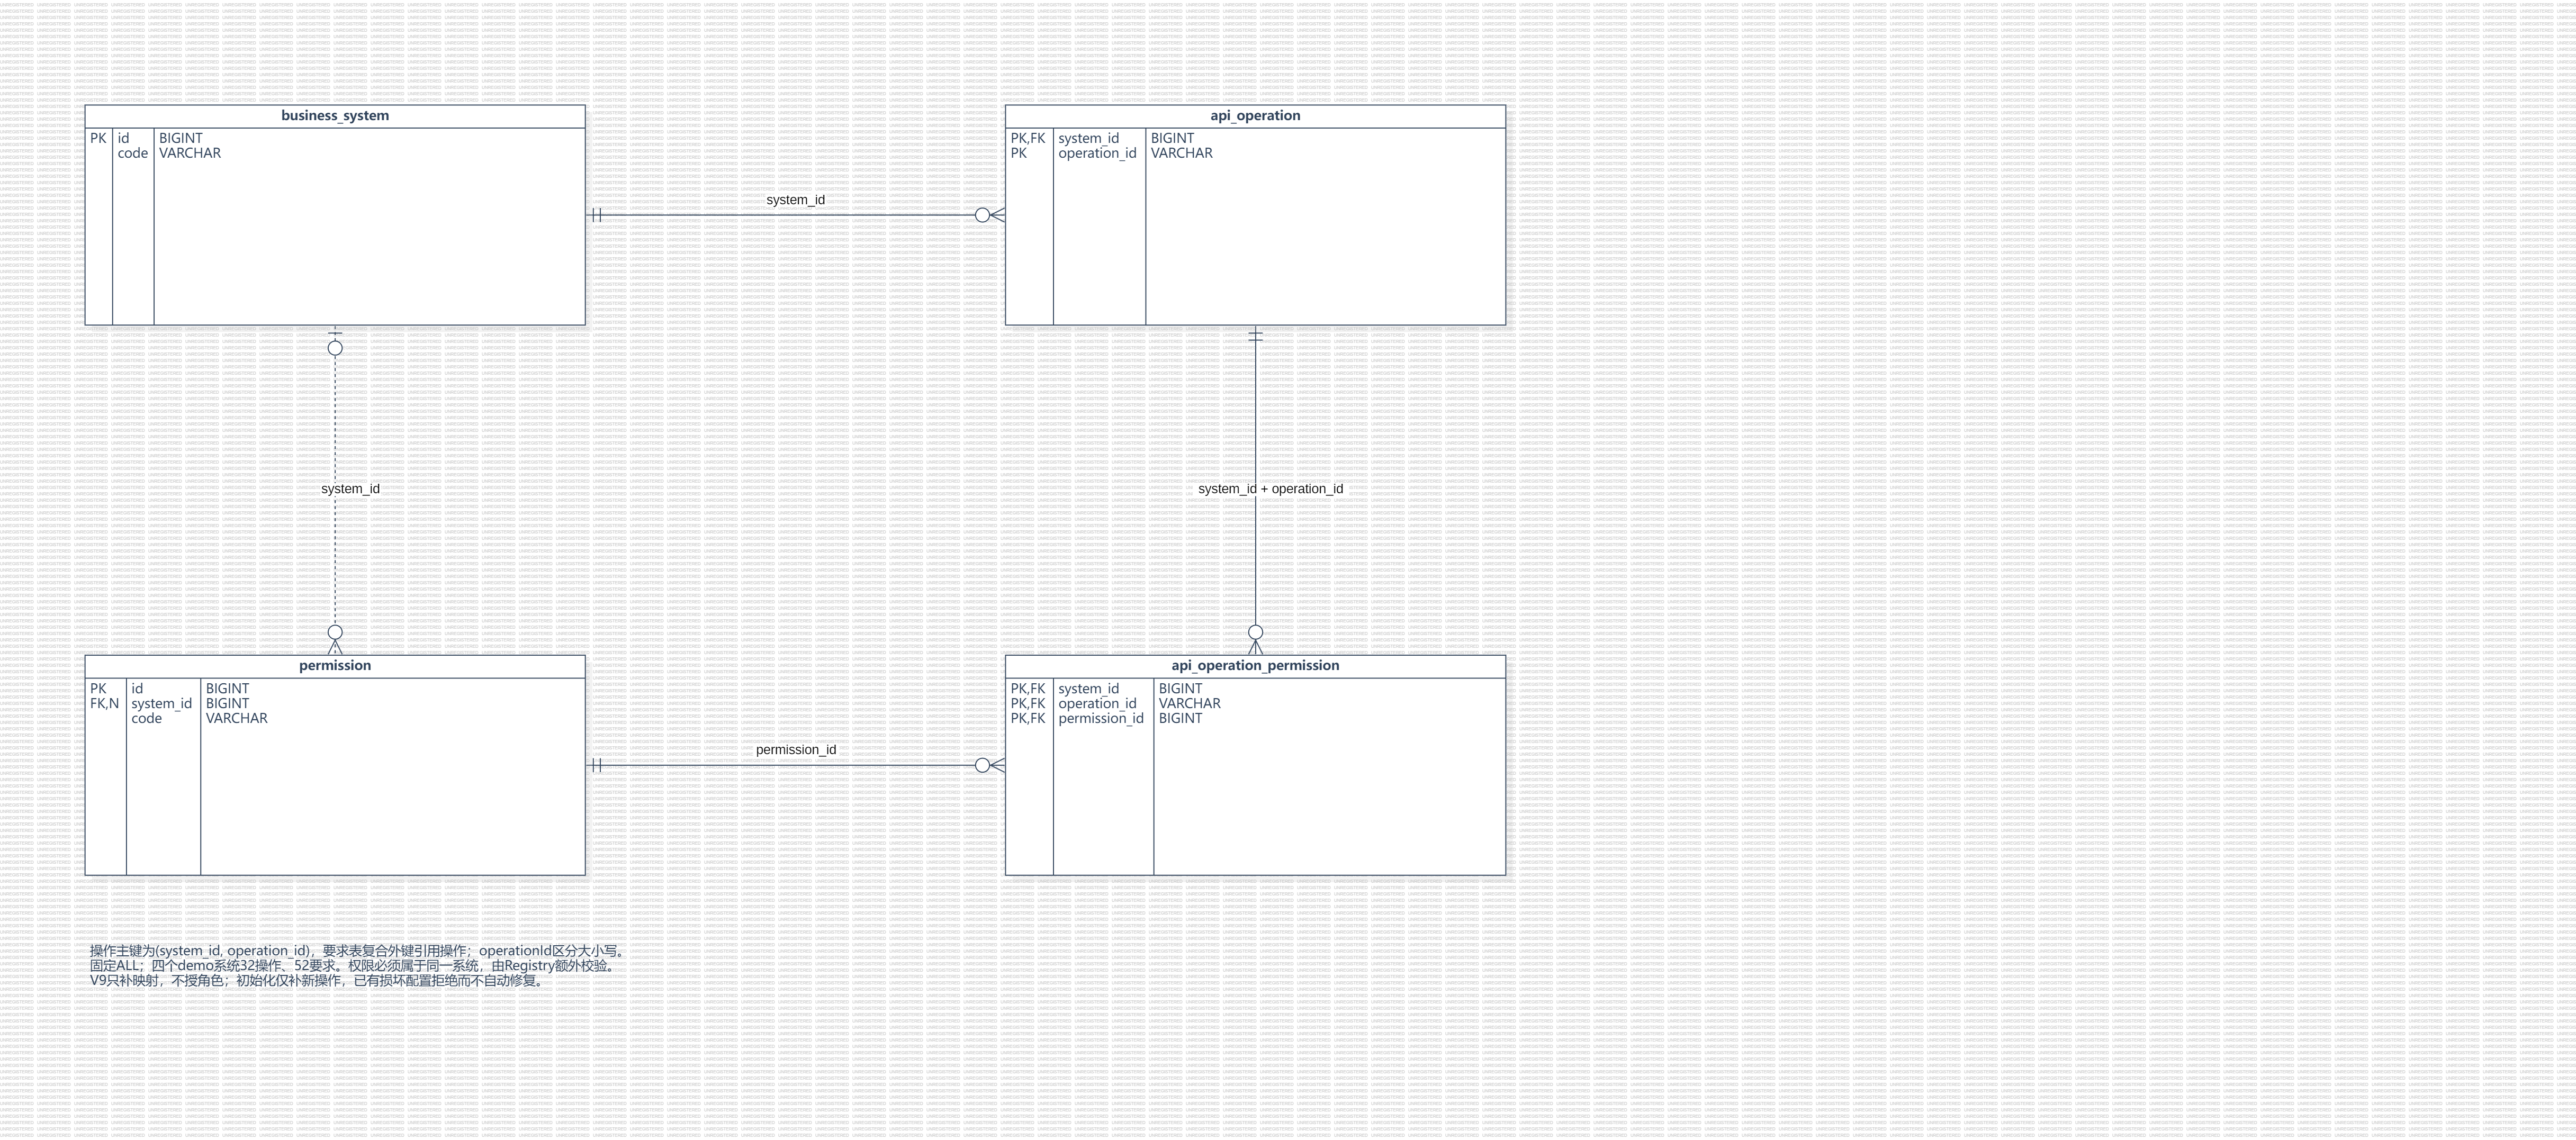 business_system
PK id BIGINT
code VARCHAR
api_operation
PK,FK system_id BIGINT
PK operation_id VARCHAR
system_id
system_id
system_id + operation_id
permission
PK id BIGINT
FK,N system_id BIGINT
code VARCHAR
api_operation_permission
PK,FK system_id BIGINT
PK,FK operation_id VARCHAR
PK,FK permission_id BIGINT
permission_id
操作主键为(system_id, operation_id)，要求表复合外键引用操作；operationId区分大小写。
固定ALL；四个demo系统32操作、52要求。权限必须属于同一系统，由Registry额外校验。
V9只补映射，不授角色；初始化仅补新操作，已有损坏配置拒绝而不自动修复。
UNREGISTERED